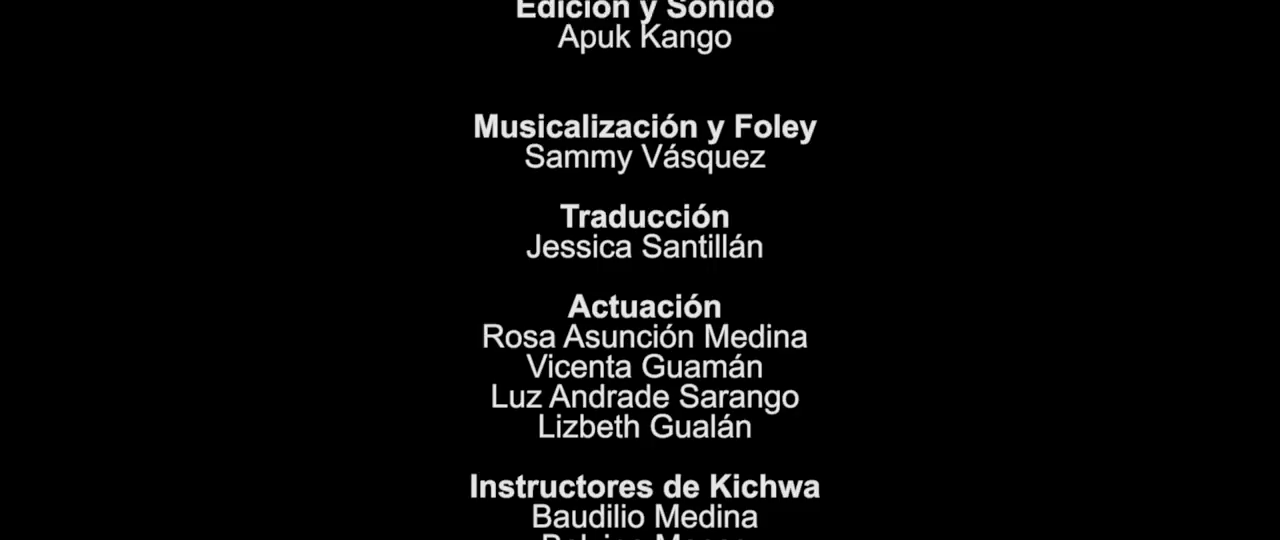 Edición y Sonido
Apuk Kango
Musicalización y Foley
Sammy Vásquez
Traducción
Jessica Santillán
Actuación
Rosa Asunción Medina
Vicenta Guamán
Luz Andrade Sarango
Lizbeth Gualán
Instructores de Kichwa
Baudilio Medina